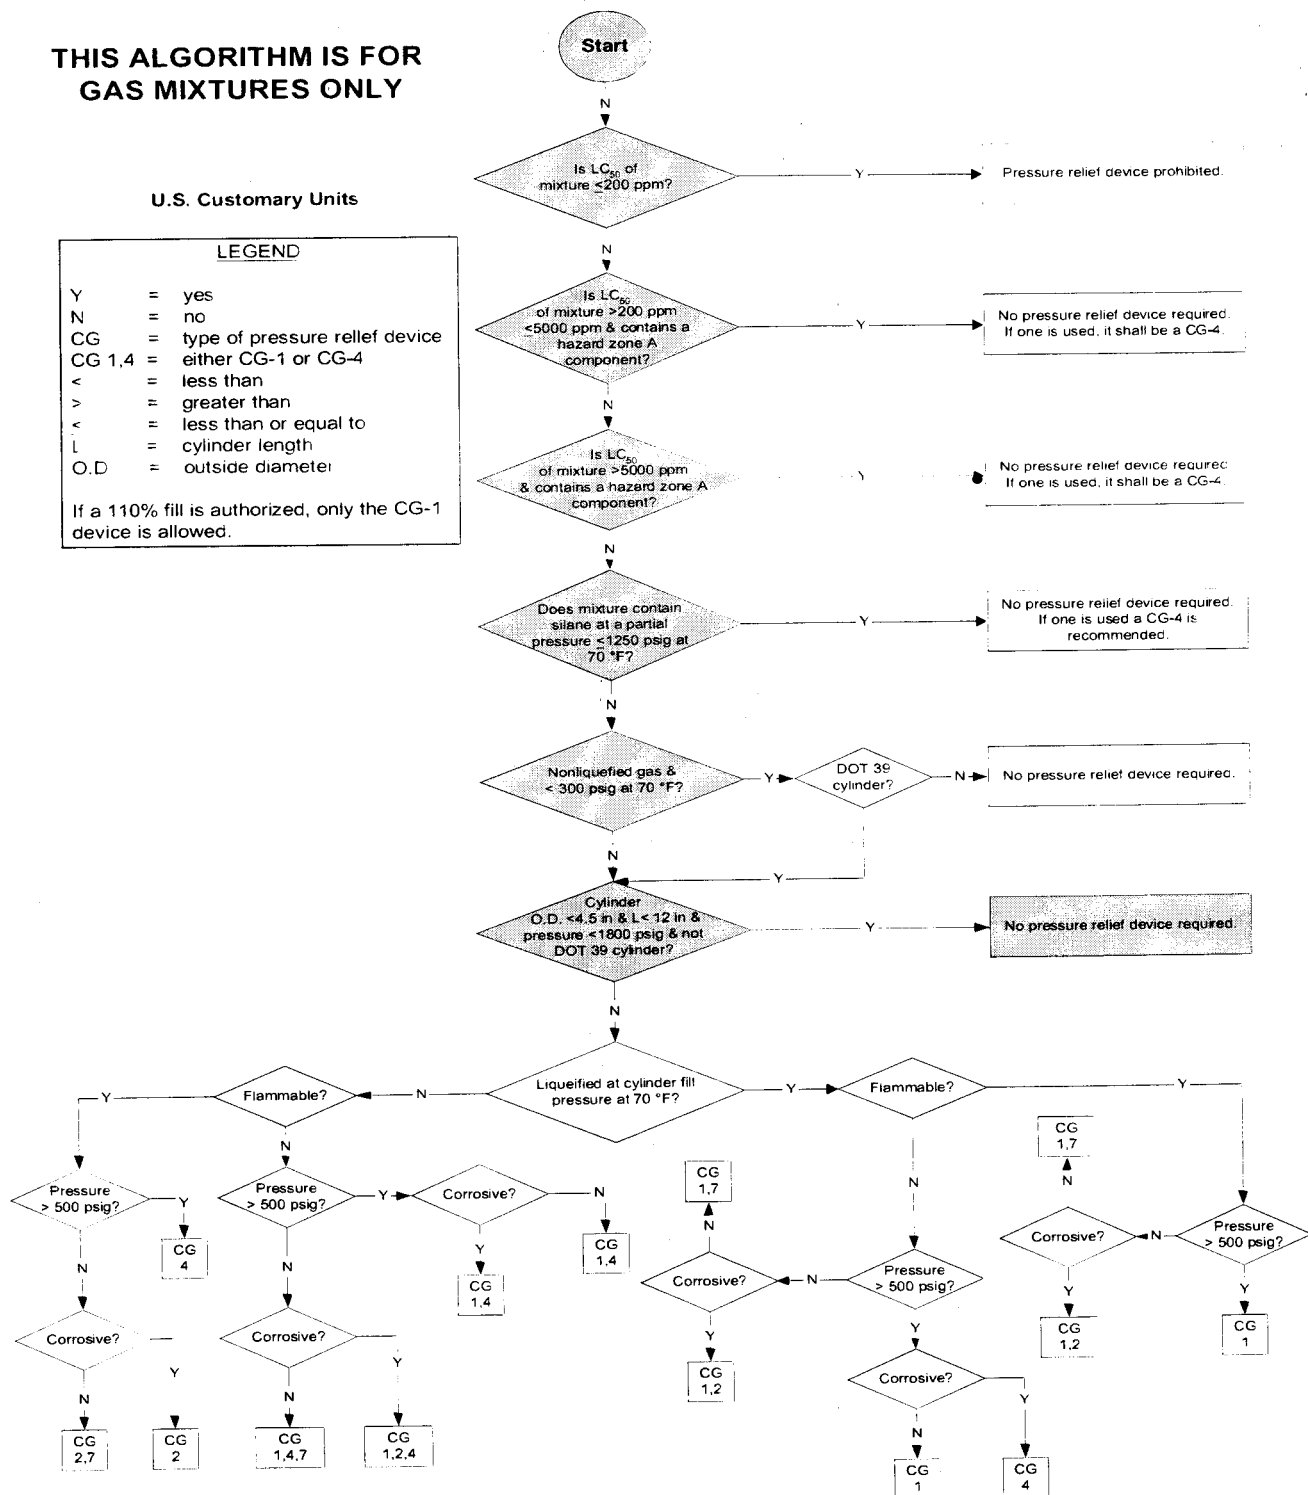 THIS ALGORITHM IS FOR
GAS MIXTURES ONLY
U.S. Customary Units
LEGEND
Y = yes
N = no
CG = type of pressure relief device
CG 1,4 = either CG-1 or CG-4
< = less than
> = greater than
≤ = less than or equal to
L = cylinder length
O.D = outside diameter
If a 110% fill is authorized, only the CG-1
device is allowed.
Start
N
Is LC50 of
mixture ≤200 ppm?
Y
Pressure relief device prohibited.
N
Is LC50
of mixture >200 ppm
≤5000 ppm & contains a
hazard zone A
component?
Y
No pressure relief device required.
If one is used, it shall be a CG-4.
N
Is LC50
of mixture >5000 ppm
& contains a hazard zone A
component?
Y
No pressure relief device required
If one is used, it shall be a CG-4.
N
Does mixture contain
silane at a partial
pressure ≤1250 psig at
70 °F?
Y
No pressure relief device required.
If one is used a CG-4 is
recommended.
N
Nonliquefied gas &
< 300 psig at 70 °F?
Y
DOT 39
cylinder?
N
No pressure relief device required.
N
Y
Cylinder
O.D. <4.5 in & L< 12 in &
pressure <1800 psig & not
DOT 39 cylinder?
Y
No pressure relief device required.
N
Liqueified at cylinder fill
pressure at 70 °F?
N
Flammable?
Y
Y
Flammable?
Y
N
Pressure
> 500 psig?
Y
CG
4
N
Corrosive?
Y
CG
2
N
CG
2,7
Pressure
> 500 psig?
Y
Corrosive?
N
CG
1,4
Y
CG
1,4
N
Corrosive?
Y
CG
1,2,4
N
CG
1,4,7
N
Pressure
> 500 psig?
N
Corrosive?
N
CG
1,7
Y
CG
1,2
Y
Corrosive?
Y
CG
4
N
CG
1
Pressure
> 500 psig?
N
Corrosive?
N
CG
1,7
Y
CG
1,2
Y
CG
1